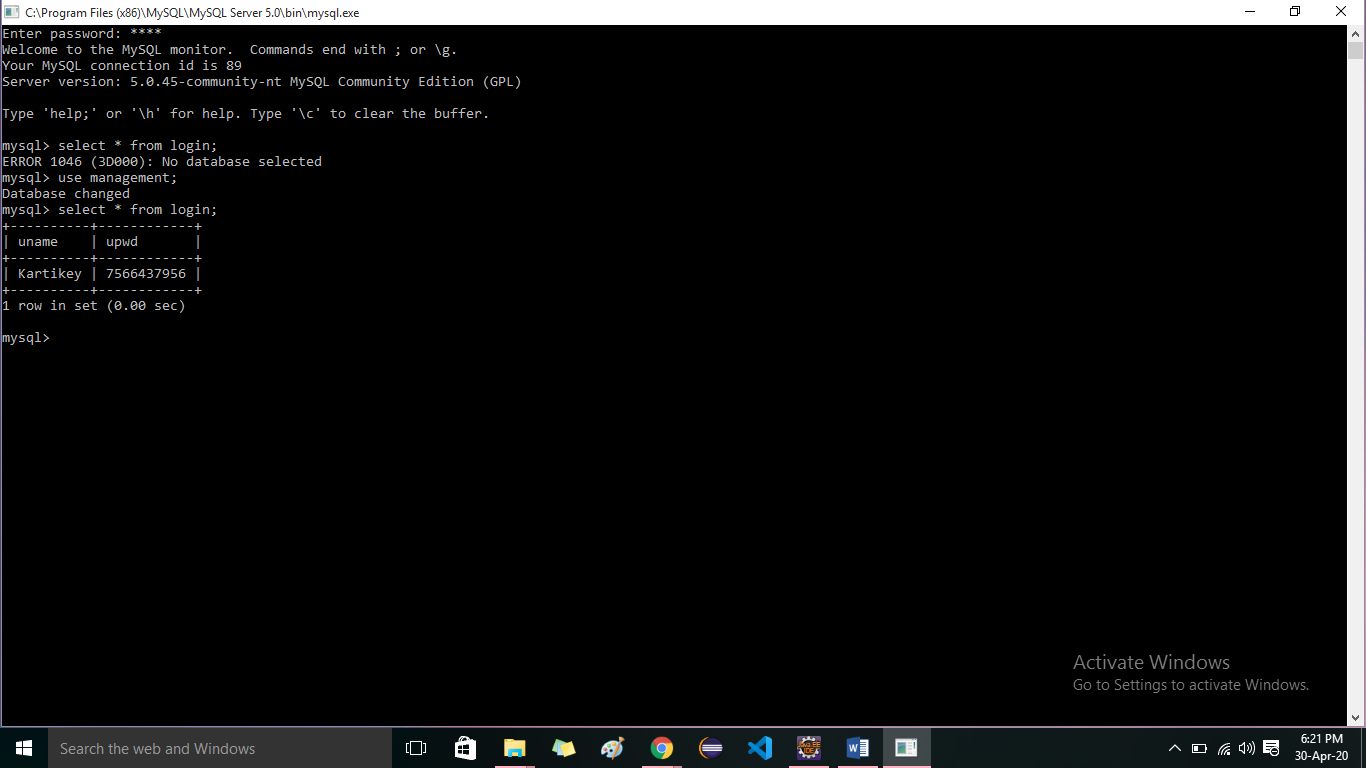 C:\Program Files (x86)\MySQL\MySQL Server 5.0\bin\mysql.exe
Enter password: ****
Welcome to the MySQL monitor.  Commands end with ; or \g.
Your MySQL connection id is 89
Server version: 5.0.45-community-nt MySQL Community Edition (GPL)
Type 'help;' or '\h' for help. Type '\c' to clear the buffer.
mysql> select * from login;
ERROR 1046 (3D000): No database selected
mysql> use management;
Database changed
mysql> select * from login;
+----------+------------+
| uname    | upwd       |
+----------+------------+
| Kartikey | 7566437956 |
+----------+------------+
1 row in set (0.00 sec)
mysql>
Activate Windows
Go to Settings to activate Windows.
Search the web and Windows
Java EE
IDE
6:21 PM
30-Apr-20